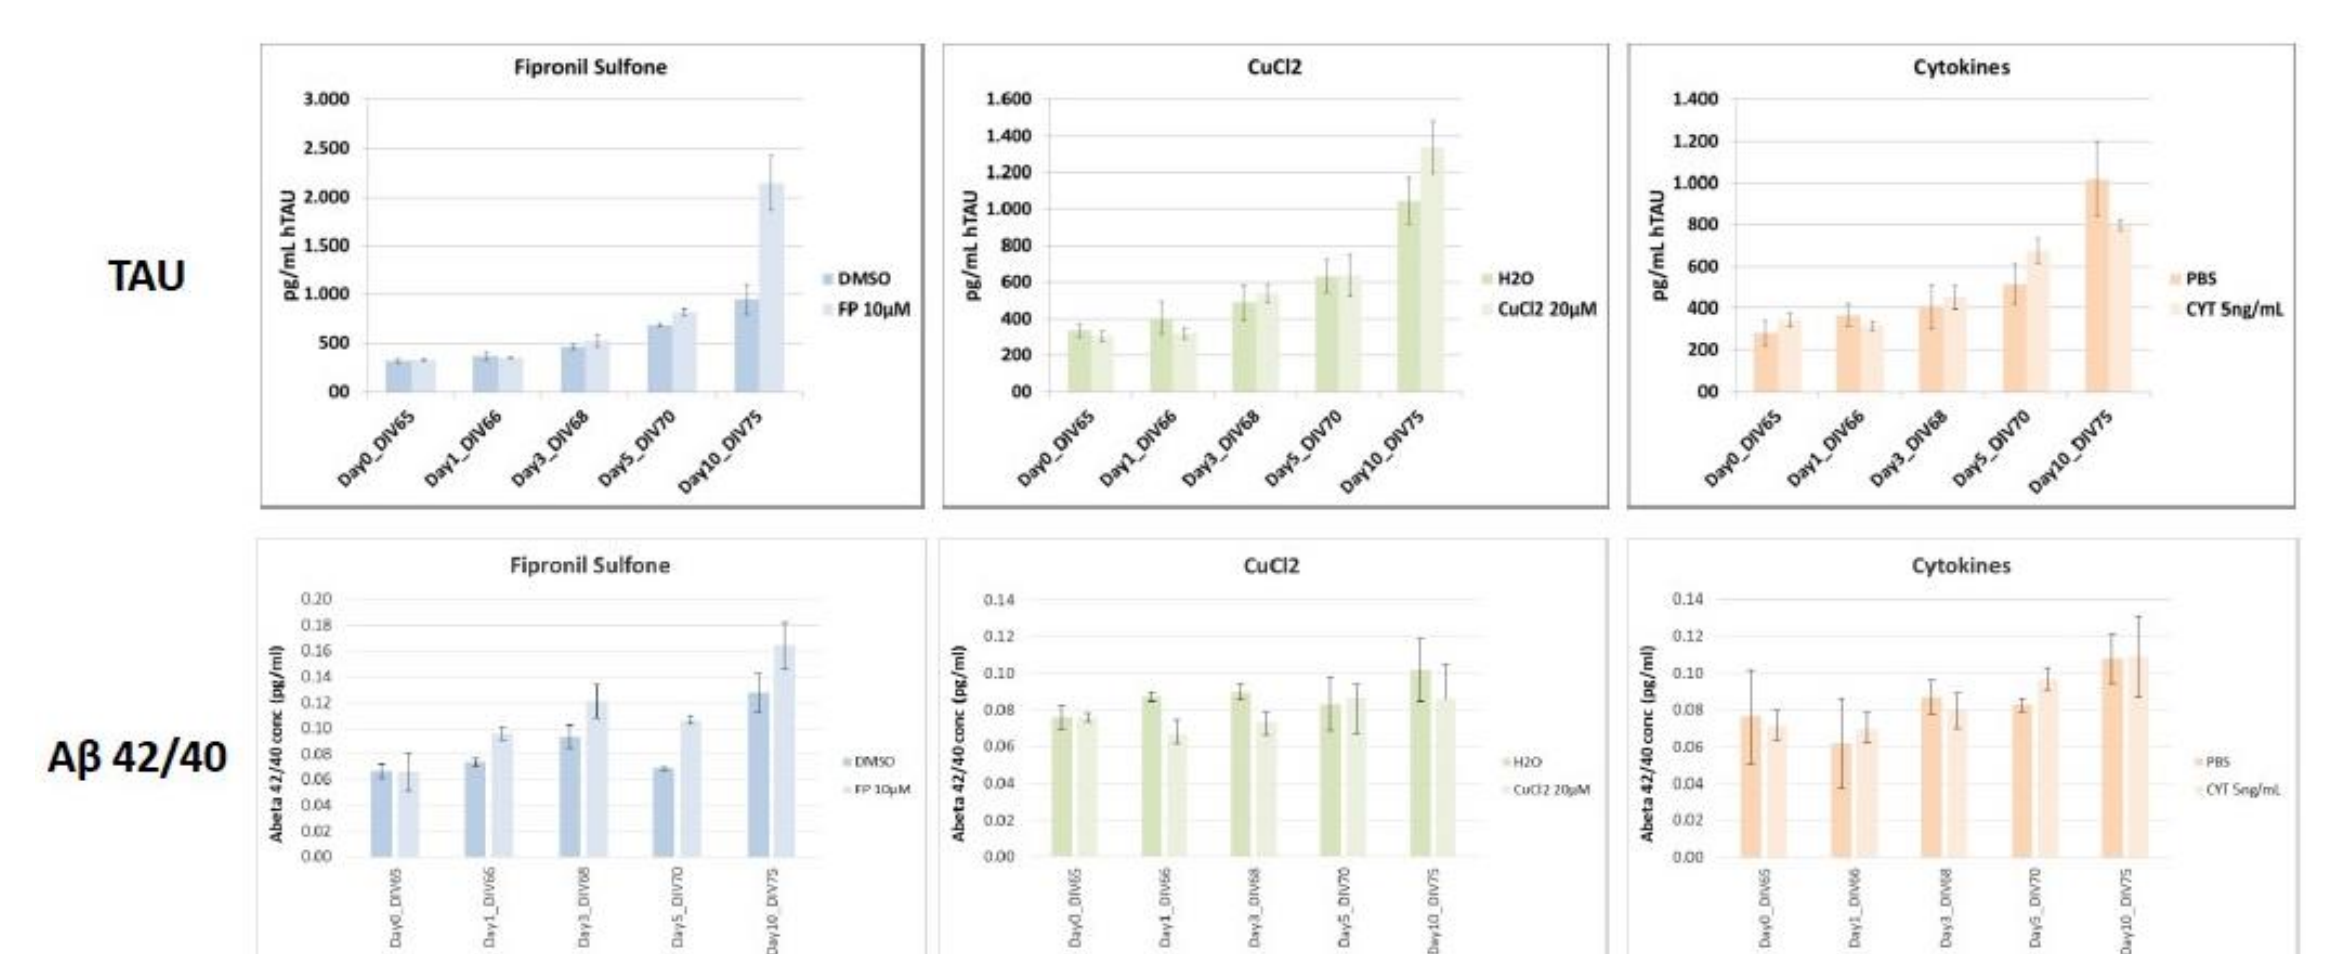 TAU
Fipronil Sulfone
pg/mL hTAU
3.000
2.500
2.000
1.500
1.000
500
00
Day0_DIV65
Day1_DIV66
Day3_DIV68
Day5_DIV70
Day10_DIV75
DMSO
FP 10µM
CuCl2
pg/mL hTAU
1.600
1.400
1.200
1.000
800
600
400
200
00
Day0_DIV65
Day1_DIV66
Day3_DIV68
Day5_DIV70
Day10_DIV75
H2O
CuCl2 20µM
Cytokines
pg/mL hTAU
1.400
1.200
1.000
800
600
400
200
00
Day0_DIV65
Day1_DIV66
Day3_DIV68
Day5_DIV70
Day10_DIV75
PBS
CYT 5ng/mL
Aβ 42/40
Fipronil Sulfone
Abeta 42/40 conc (pg/ml)
0.20
0.18
0.16
0.14
0.12
0.10
0.08
0.06
0.04
0.02
0.00
Day0_DIV65
Day1_DIV66
Day3_DIV68
Day5_DIV70
Day10_DIV75
DMSO
FP 10µM
CuCl2
Abeta 42/40 conc (pg/ml)
0.14
0.12
0.10
0.08
0.06
0.04
0.02
0.00
Day0_DIV65
Day1_DIV66
Day3_DIV68
Day5_DIV70
Day10_DIV75
H2O
CuCl2 20µM
Cytokines
Abeta 42/40 conc (pg/ml)
0.14
0.12
0.10
0.08
0.06
0.04
0.02
0.00
Day0_DIV65
Day1_DIV66
Day3_DIV68
Day5_DIV70
Day10_DIV75
PBS
CYT 5ng/mL